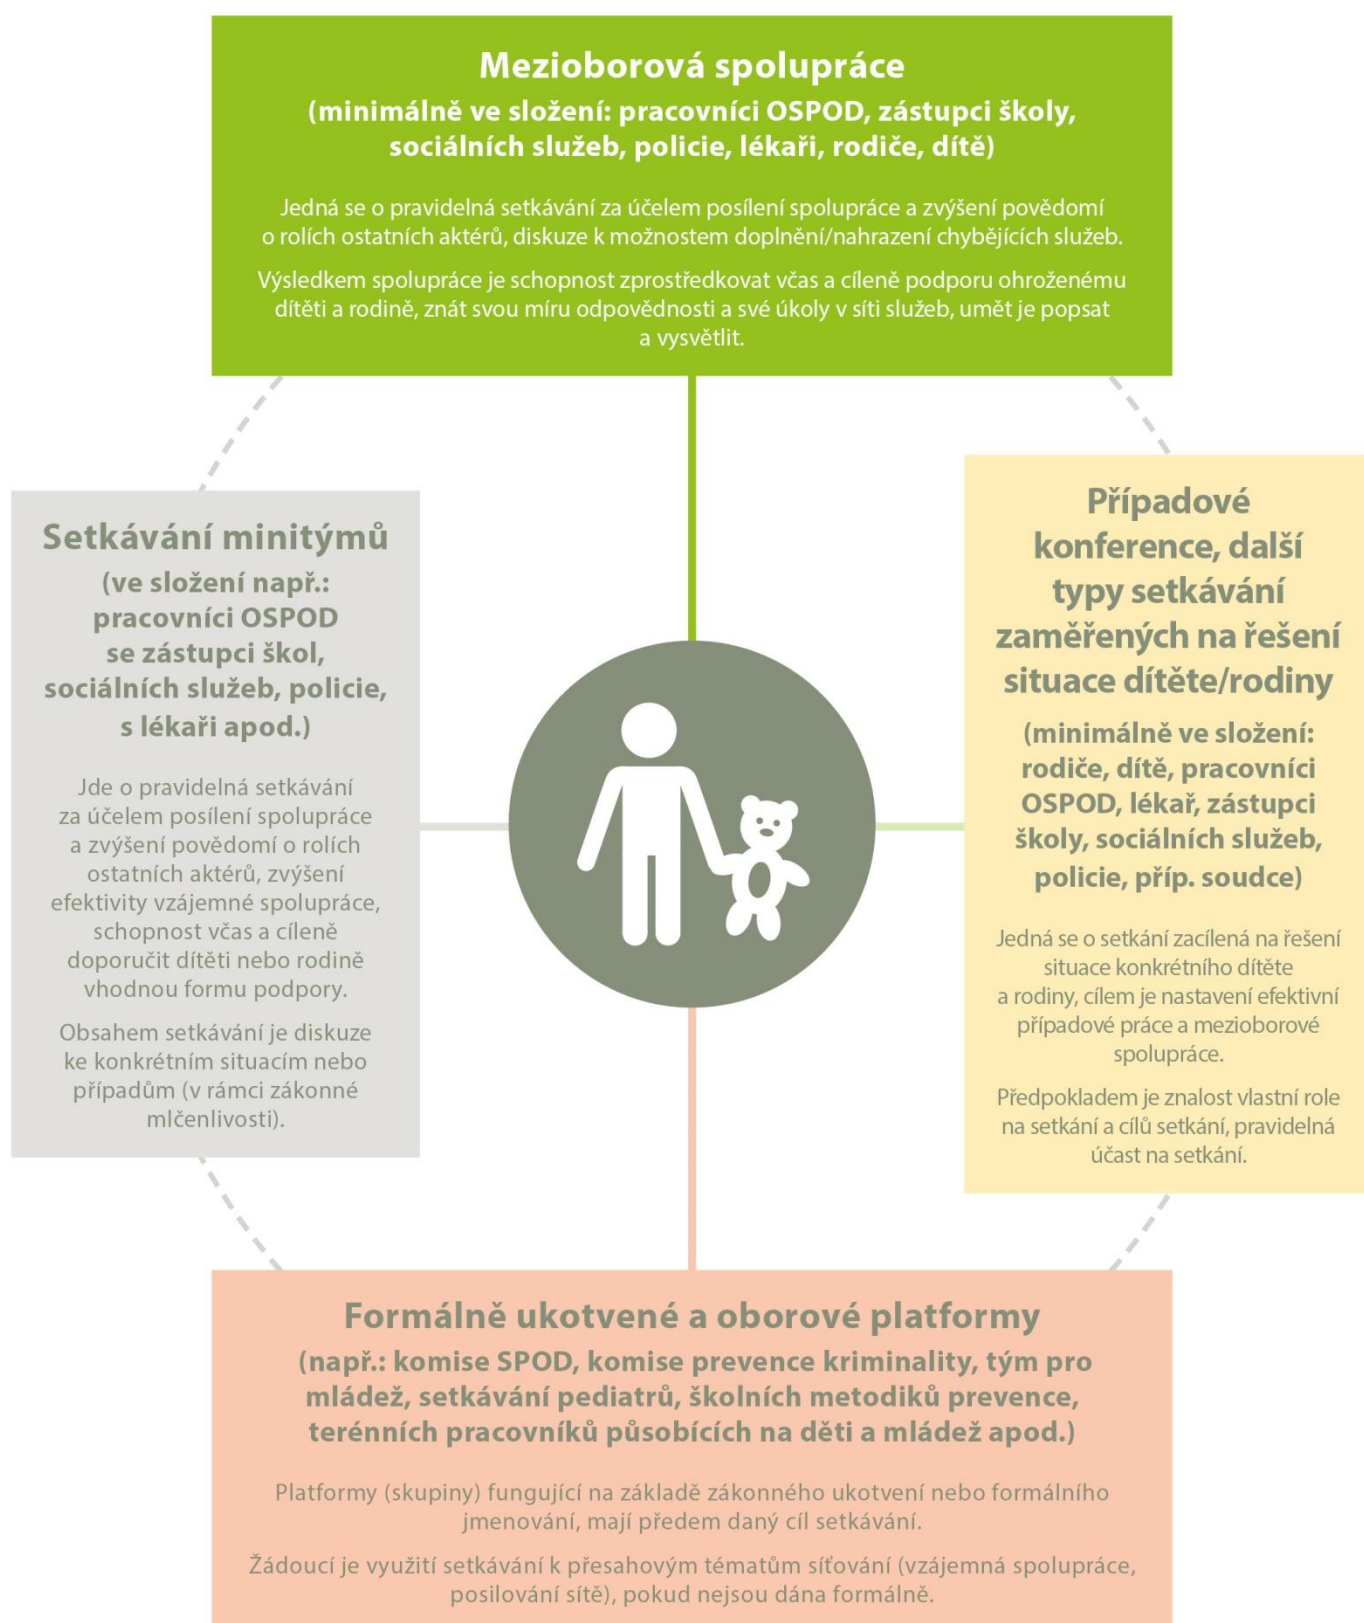 Mezioborová spolupráce
(minimálně ve složení: pracovníci OSPOD, zástupci školy,
sociálních služeb, policie, lékaři, rodiče, dítě)
Jedná se o pravidelná setkávání za účelem posílení spolupráce a zvýšení povědomí
o rolích ostatních aktérů, diskuze k možnostem doplnění/nahrazení chybějících služeb.
Výsledkem spolupráce je schopnost zprostředkovat včas a cíleně podporu ohroženému
dítěti a rodině, znát svou míru odpovědnosti a své úkoly v síti služeb, umět je popsat
a vysvětlit.
Setkávání minitýmů
(ve složení např.:
pracovníci OSPOD
se zástupci škol,
sociálních služeb, policie,
s lékaři apod.)
Jde o pravidelná setkávání
za účelem posílení spolupráce
a zvýšení povědomí o rolích
ostatních aktérů, zvýšení
efektivity vzájemné spolupráce,
schopnost včas a cíleně
doporučit dítěti nebo rodině
vhodnou formu podpory.
Obsahem setkávání je diskuze
ke konkrétním situacím nebo
případům (v rámci zákonné
mlčenlivosti).
Případové
konference, další
typy setkávání
zaměřených na řešení
situace dítěte/rodiny
(minimálně ve složení:
rodiče, dítě, pracovníci
OSPOD, lékař, zástupci
školy, sociálních služeb,
policie, příp. soudce)
Jedná se o setkání zacílená na řešení
situace konkrétního dítěte
a rodiny, cílem je nastavení efektivní
případové práce a mezioborové
spolupráce.
Předpokladem je znalost vlastní role
na setkání a cílů setkání, pravidelná
účast na setkání.
Formálně ukotvené a oborové platformy
(např.: komise SPOD, komise prevence kriminality, tým pro
mládež, setkávání pediatrů, školních metodiků prevence,
terénních pracovníků působících na děti a mládež apod.)
Platformy (skupiny) fungující na základě zákonného ukotvení nebo formálního
jmenování, mají předem daný cíl setkávání.
Žádoucí je využití setkávání k přesahovým tématům síťování (vzájemná spolupráce,
posilování sítě), pokud nejsou dána formálně.